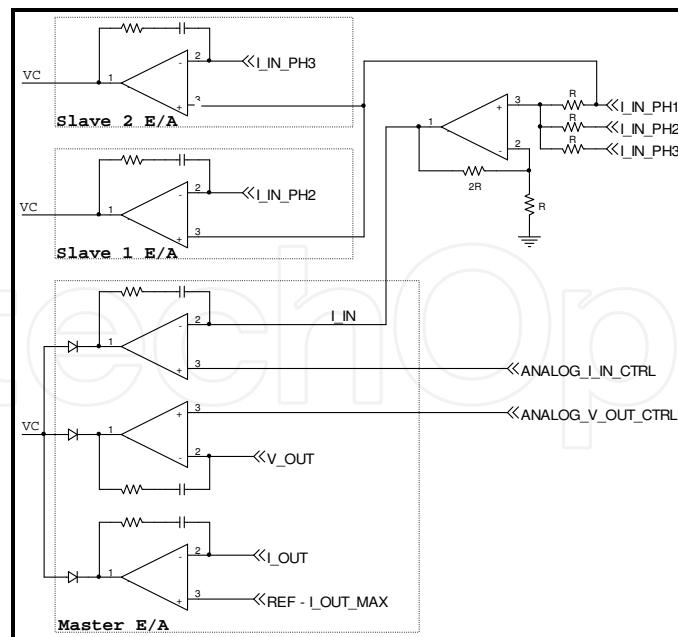 VC
1
2
3
I_IN_PH3
Slave 2 E/A
VC
1
2
3
I_IN_PH2
Slave 1 E/A
1
3
2
R
R
R
I_IN_PH1
I_IN_PH2
I_IN_PH3
2R
R
I_IN
1
2
3
ANALOG_I_IN_CTRL
VC
1
3
2
ANALOG_V_OUT_CTRL
V_OUT
1
2
3
I_OUT
REF - I_OUT_MAX
Master E/A